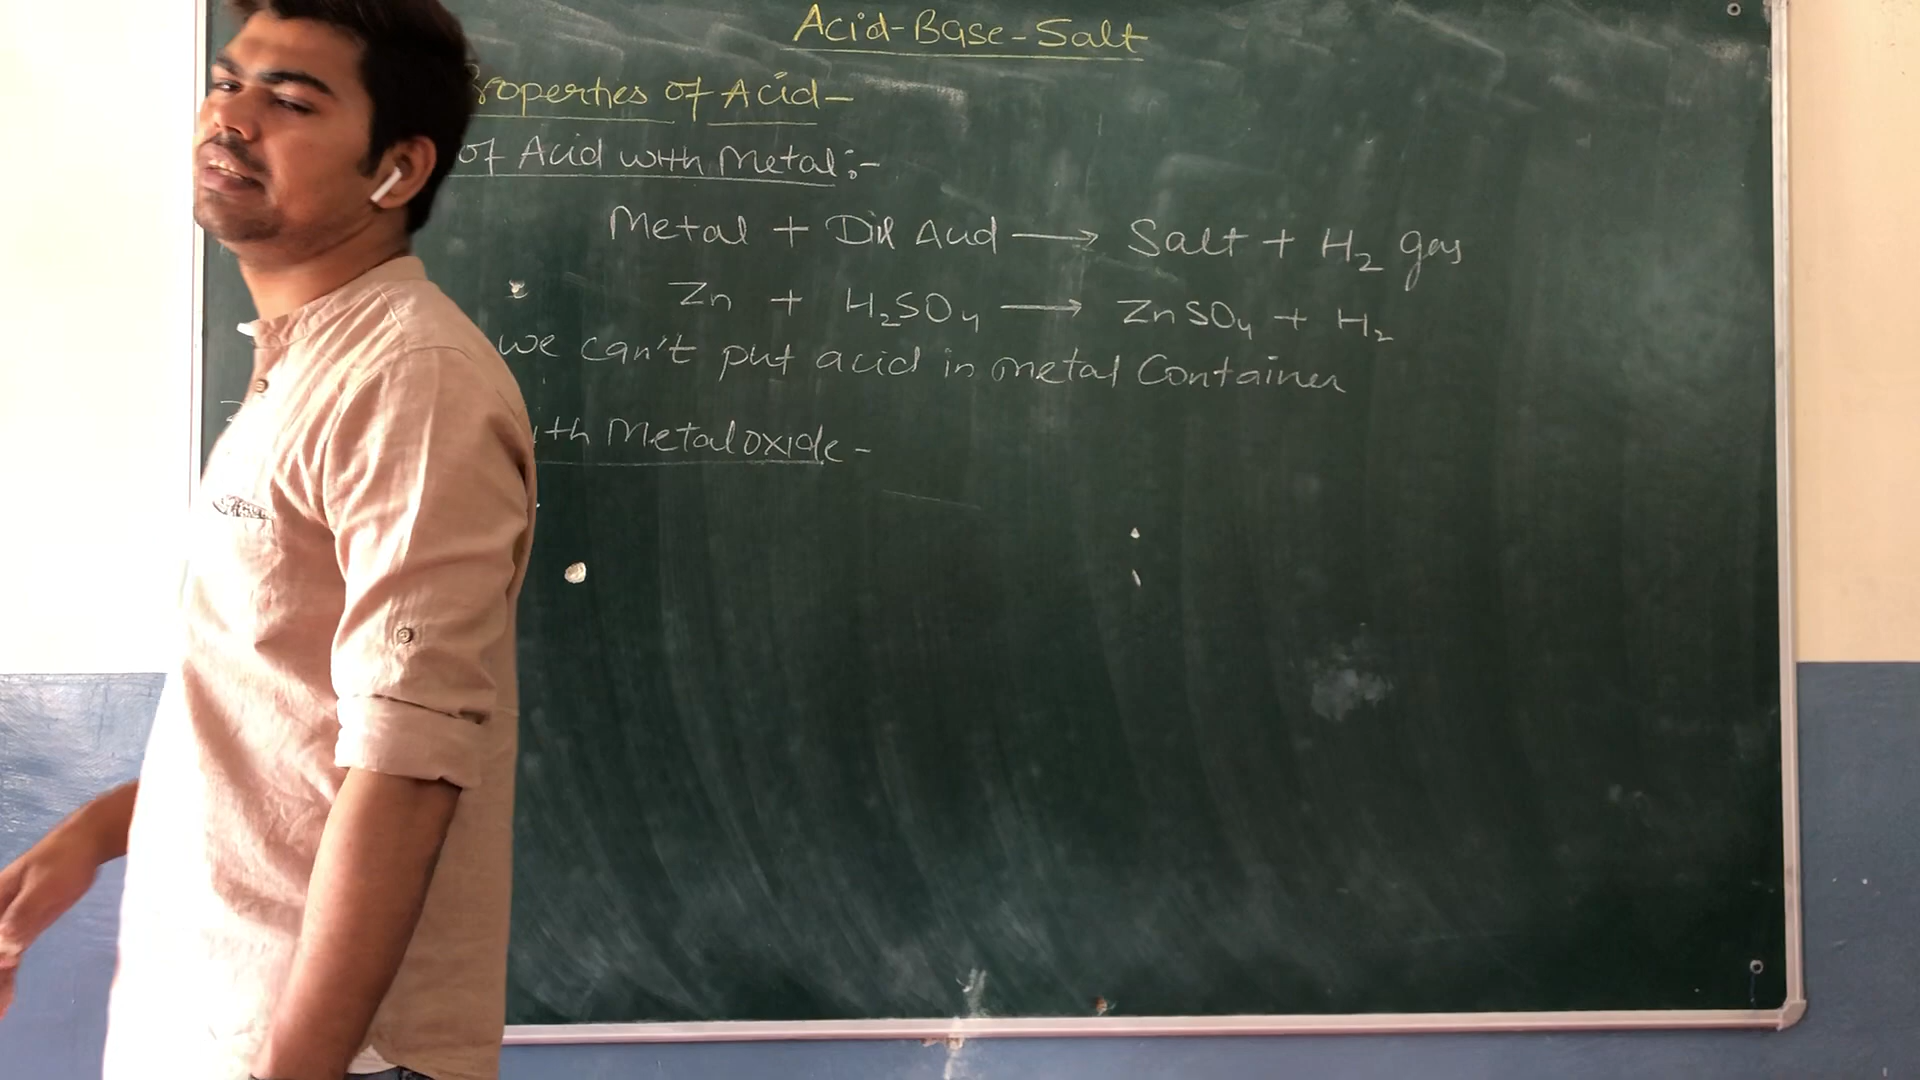 Acid-Base-Salt
roperties of Acid-
of Acid with Metal:-
Metal + Dil Acid → Salt + H₂ gas
Zn + H₂SO₄ → ZnSO₄ + H₂
we can't put acid in metal Container
ith Metal oxide -